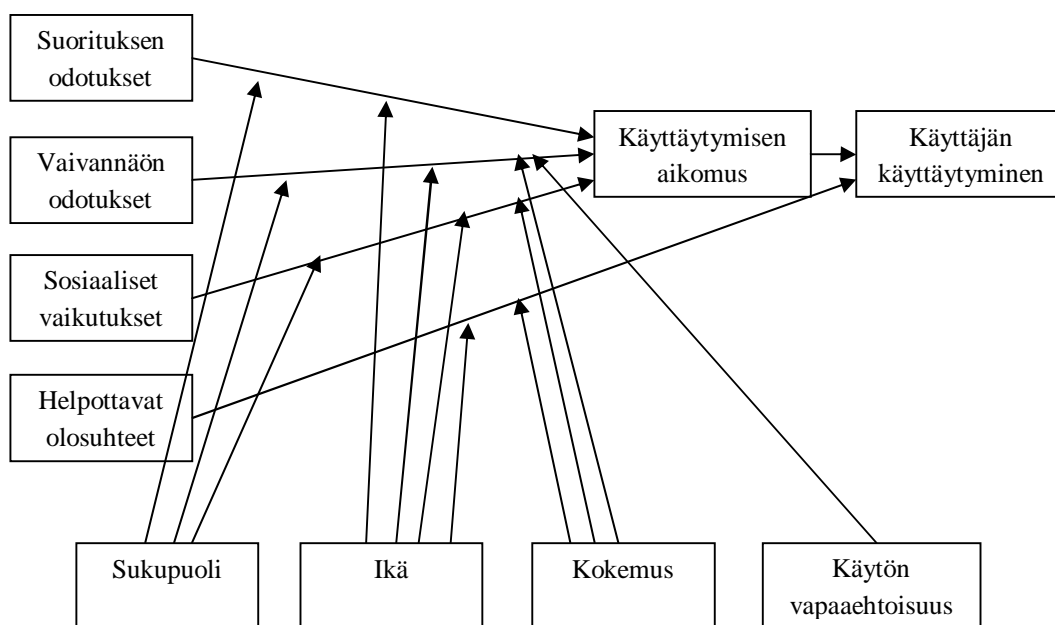 Suorituksen
odotukset
Vaivannäön
odotukset
Sosiaaliset
vaikutukset
Helpottavat
olosuhteet
Käyttäytymisen
aikomus
Käyttäjän
käyttäytyminen
Sukupuoli
Ikä
Kokemus
Käytön
vapaaehtoisuus